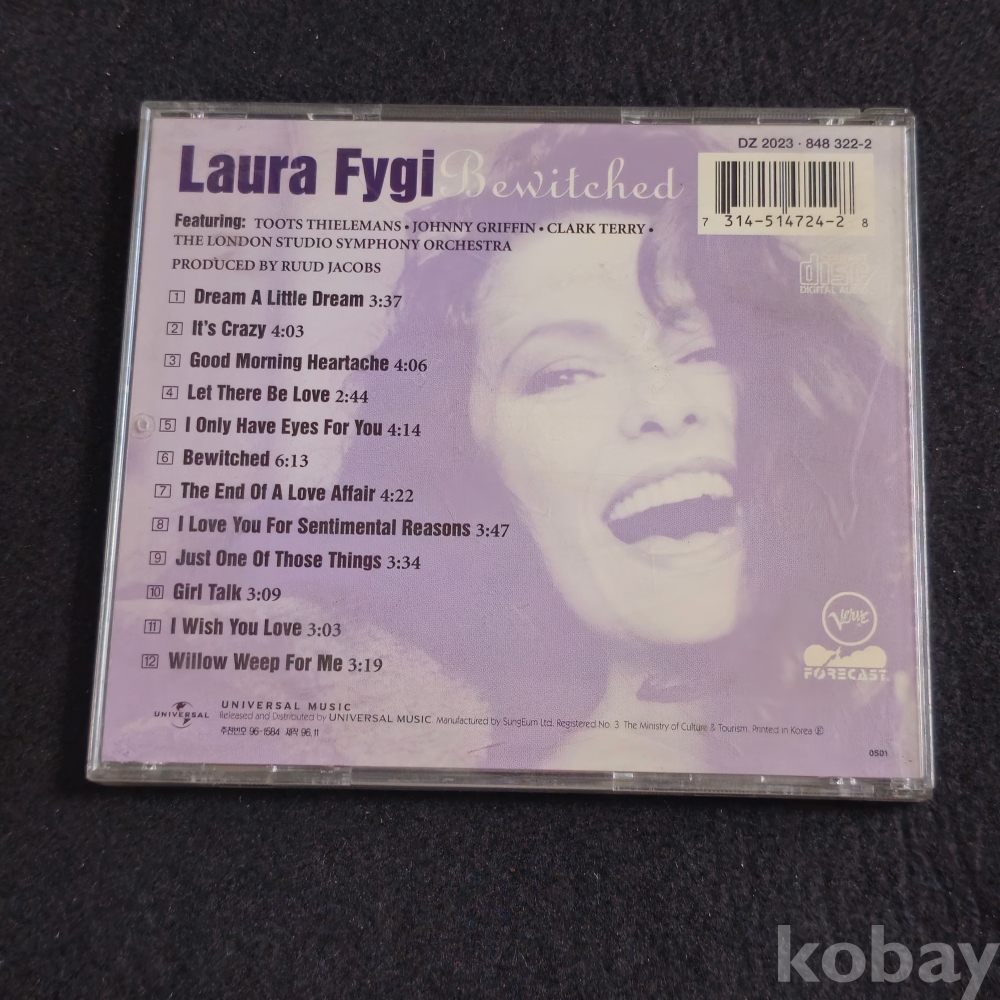 DZ 2023 · 848 322-2
Laura Fygi Bewitched
7 314-514724-2 8
Featuring: TOOTS THIELEMANS • JOHNNY GRIFFIN • CLARK TERRY •
THE LONDON STUDIO SYMPHONY ORCHESTRA
PRODUCED BY RUUD JACOBS
disc
DIGITAL AUDIO
1 Dream A Little Dream 3:37
2 It's Crazy 4:03
3 Good Morning Heartache 4:06
4 Let There Be Love 2:44
5 I Only Have Eyes For You 4:14
6 Bewitched 6:13
7 The End Of A Love Affair 4:22
8 I Love You For Sentimental Reasons 3:47
9 Just One Of Those Things 3:34
10 Girl Talk 3:09
11 I Wish You Love 3:03
12 Willow Weep For Me 3:19
Verve
FORECAST
UNIVERSAL
UNIVERSAL MUSIC
Released and Distributed by UNIVERSAL MUSIC. Manufactured by SungEum Ltd. Registered No. 3 The Ministry of Culture & Tourism. Printed in Korea
96-1584 96. 11
0501
kobay